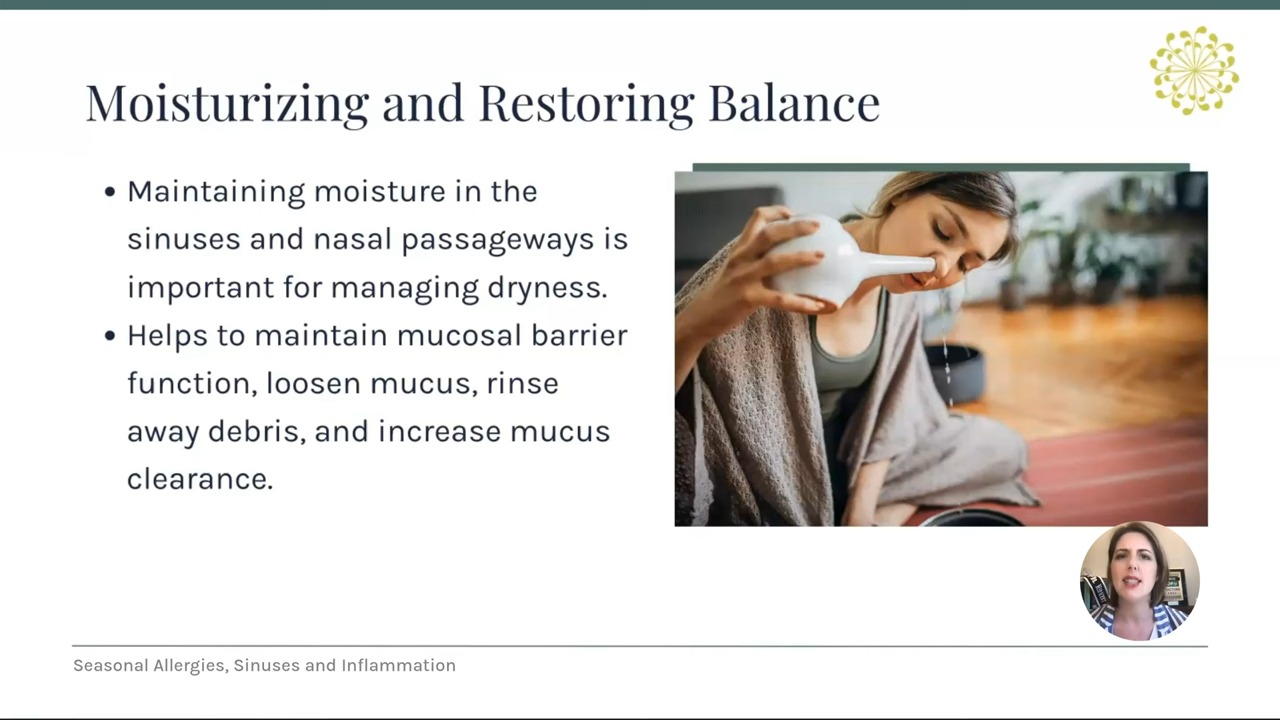 Moisturizing and Restoring Balance
• Maintaining moisture in the
sinuses and nasal passageways is
important for managing dryness.
• Helps to maintain mucosal barrier
function, loosen mucus, rinse
away debris, and increase mucus
clearance.
Seasonal Allergies, Sinuses and Inflammation